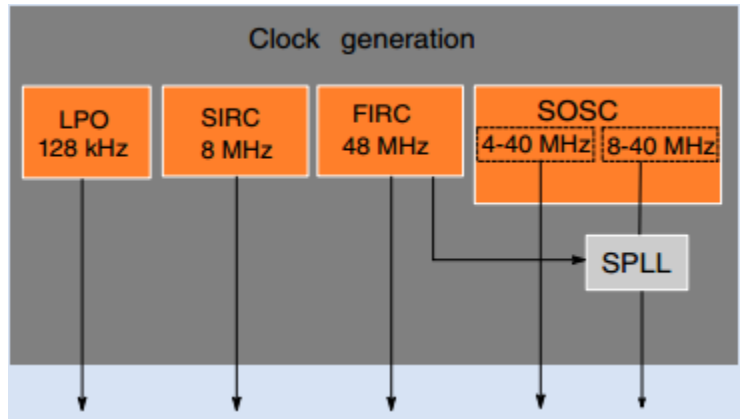 Clock generation
LPO
128 kHz
SIRC
8 MHz
FIRC
48 MHz
SOSC
4-40 MHz
8-40 MHz
SPLL